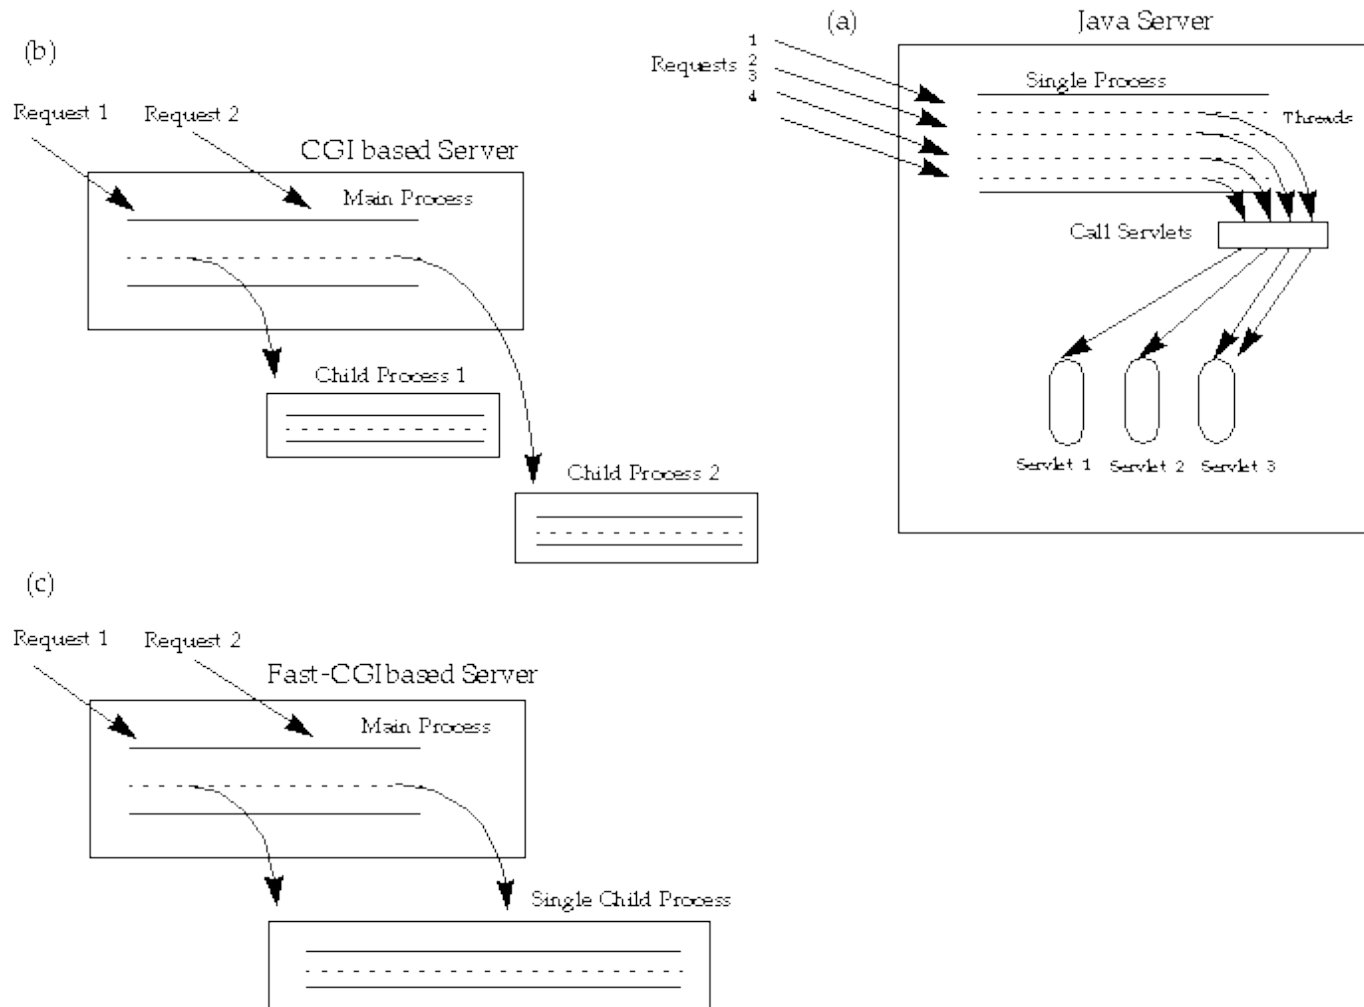 (a)
Java Server
Requests
1
2
3
4
Single Process
Threads
Call Servlets
Servlet 1
Servlet 2
Servlet 3
(b)
Request 1
Request 2
CGI based Server
Main Process
Child Process 1
Child Process 2
(c)
Request 1
Request 2
Fast-CGI based Server
Main Process
Single Child Process